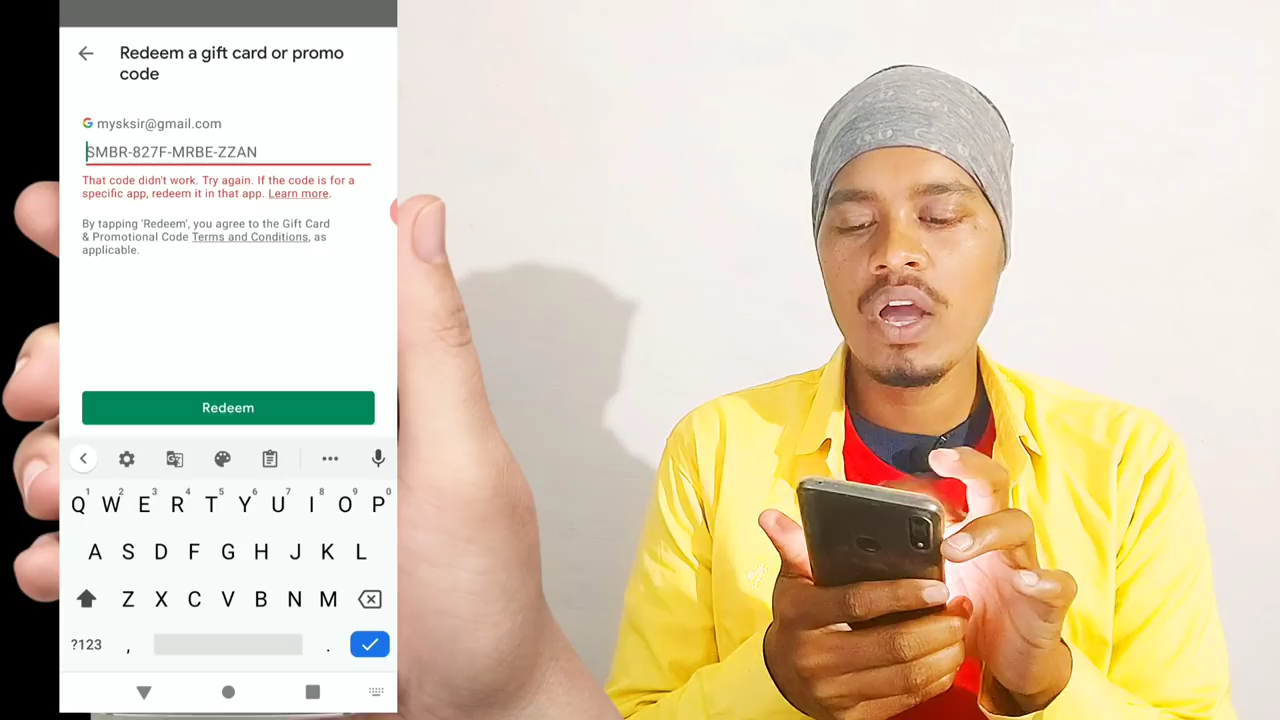 Redeem a gift card or promo
code
mysksir@gmail.com
SMBR-827F-MRBE-ZZAN
That code didn't work. Try again. If the code is for a
specific app, redeem it in that app. Learn more.
By tapping 'Redeem', you agree to the Gift Card
& Promotional Code Terms and Conditions, as
applicable.
Redeem
1 2 3 4 5 6 7 8 9 0
Q W E R T Y U I O P
A S D F G H J K L
Z X C V B N M
?123 , .